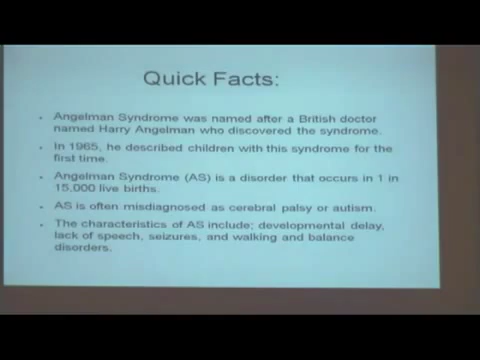 Quick Facts:
Angelman Syndrome was named after a British doctor
named Harry Angelman who discovered the syndrome.
In 1965, he described children with this syndrome for the
first time.
Angelman Syndrome (AS) is a disorder that occurs in 1 in
15,000 live births.
AS is often misdiagnosed as cerebral palsy or autism.
The characteristics of AS include; developmental delay,
lack of speech, seizures, and walking and balance
disorders.